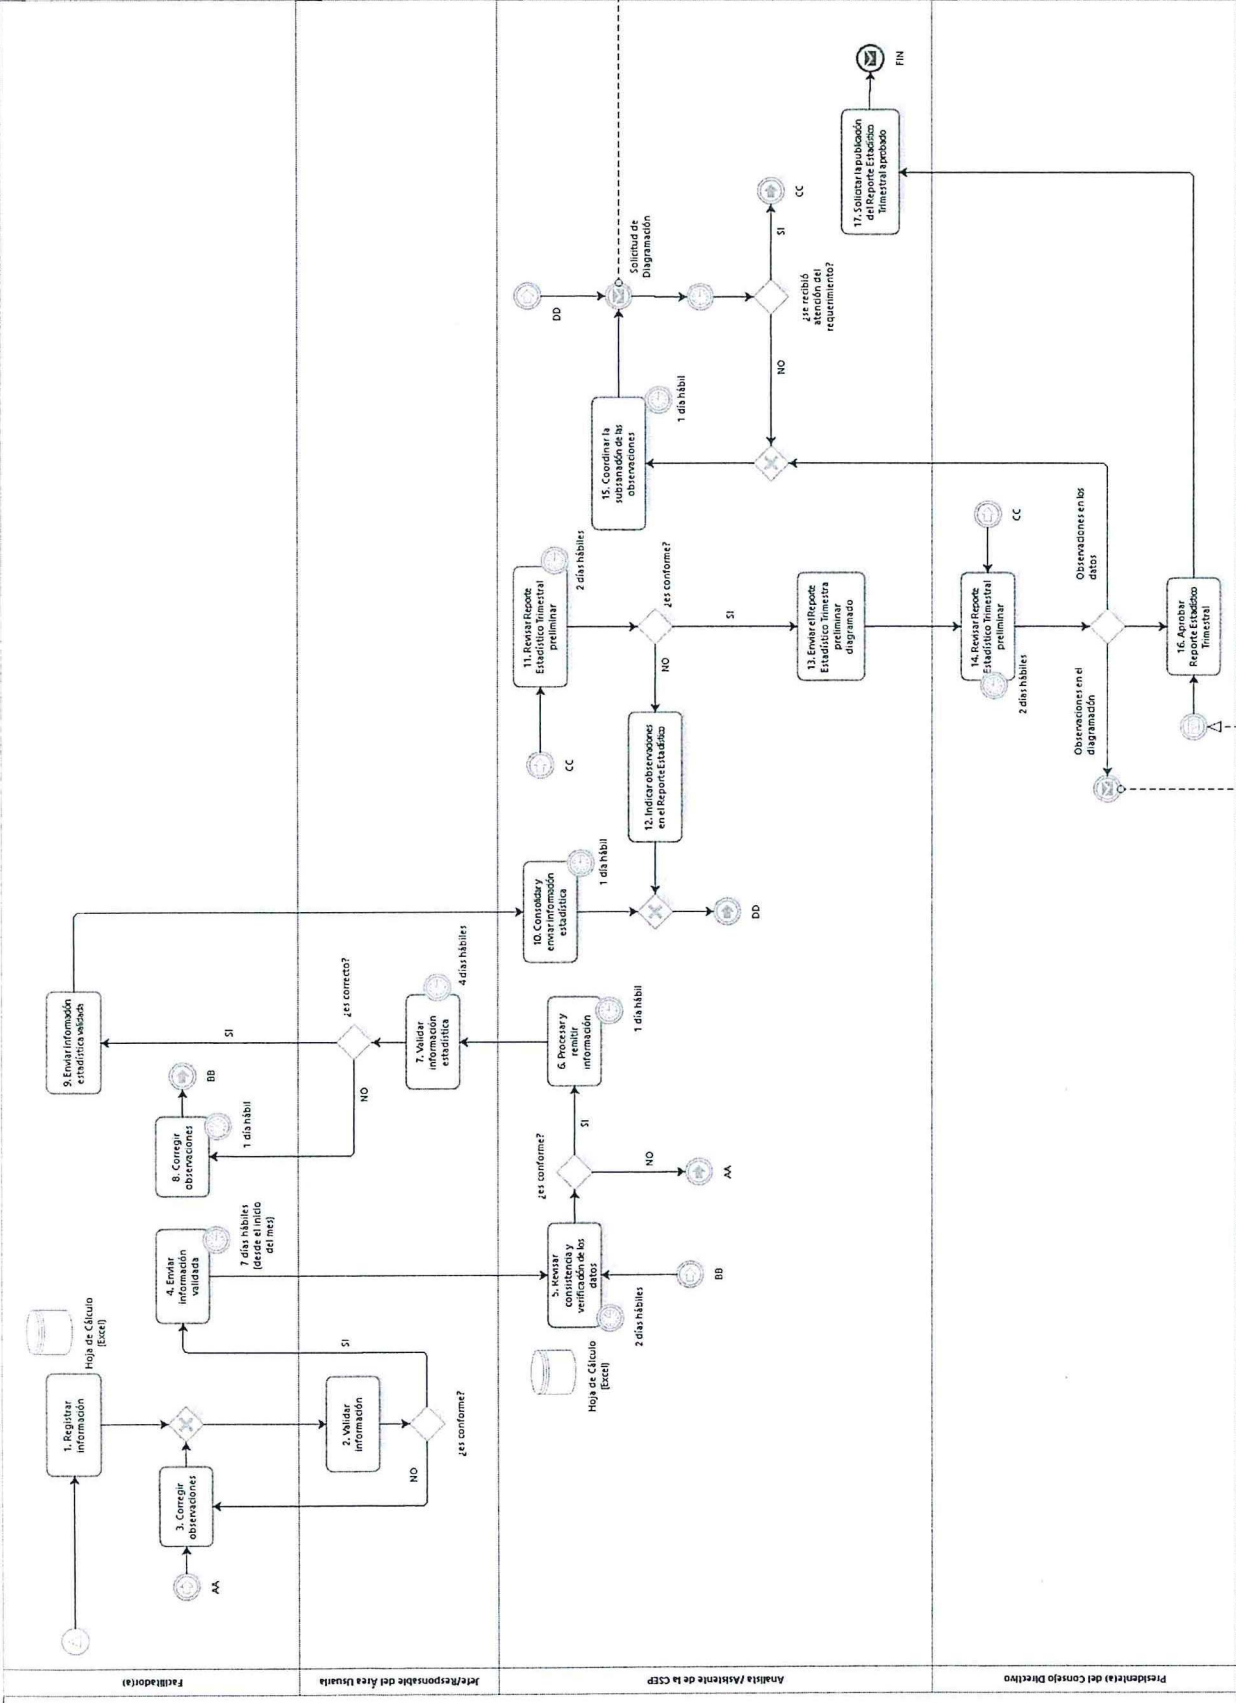 Facilitador(a)
1. Registrar
información
Hoja de Cálculo
(Excel)
3. Corregir
observaciones
AA
4. Enviar
información
validada
7 días hábiles
(desde el inicio
del mes)
8. Corregir
observaciones
1 día hábil
BB
9. Enviar información
estadística validada
Jefe/Responsable del Área Usuaria
2. Validar
información
¿es conforme?
NO
SI
7. Validar
información
estadística
4 días hábiles
¿es correcto?
NO
SI
Analista / Asistente de la CSEP
Hoja de Cálculo
(Excel)
5. Revisar
consistencia y
verificación de los
datos
2 días hábiles
BB
¿es conforme?
SI
NO
AA
6. Procesar y
remitir
información
1 día hábil
10. Consolidar y
enviar información
estadística
1 día hábil
DD
CC
11. Revisar Reporte
Estadístico Trimestral
preliminar
2 días hábiles
¿es conforme?
NO
SI
12. Indicar observaciones
en el Reporte Estadístico
13. Enviar el Reporte
Estadístico Trimestra
preliminar
diagramado
15. Coordinar la
subsanación de las
observaciones
1 día hábil
DD
Solicitud de
Diagramación
¿se recibió
atención del
requerimiento?
NO
SI
CC
17. Solicitar la publicación
del Reporte Estadístico
Trimestral aprobado
FIN
Presidente(a) del Consejo Directivo
14. Revisar Reporte
Estadístico Trimestral
preliminar
2 días hábiles
CC
Observaciones en el
diagramación
Observaciones en los
datos
16. Aprobar
Reporte Estadístico
Trimestral